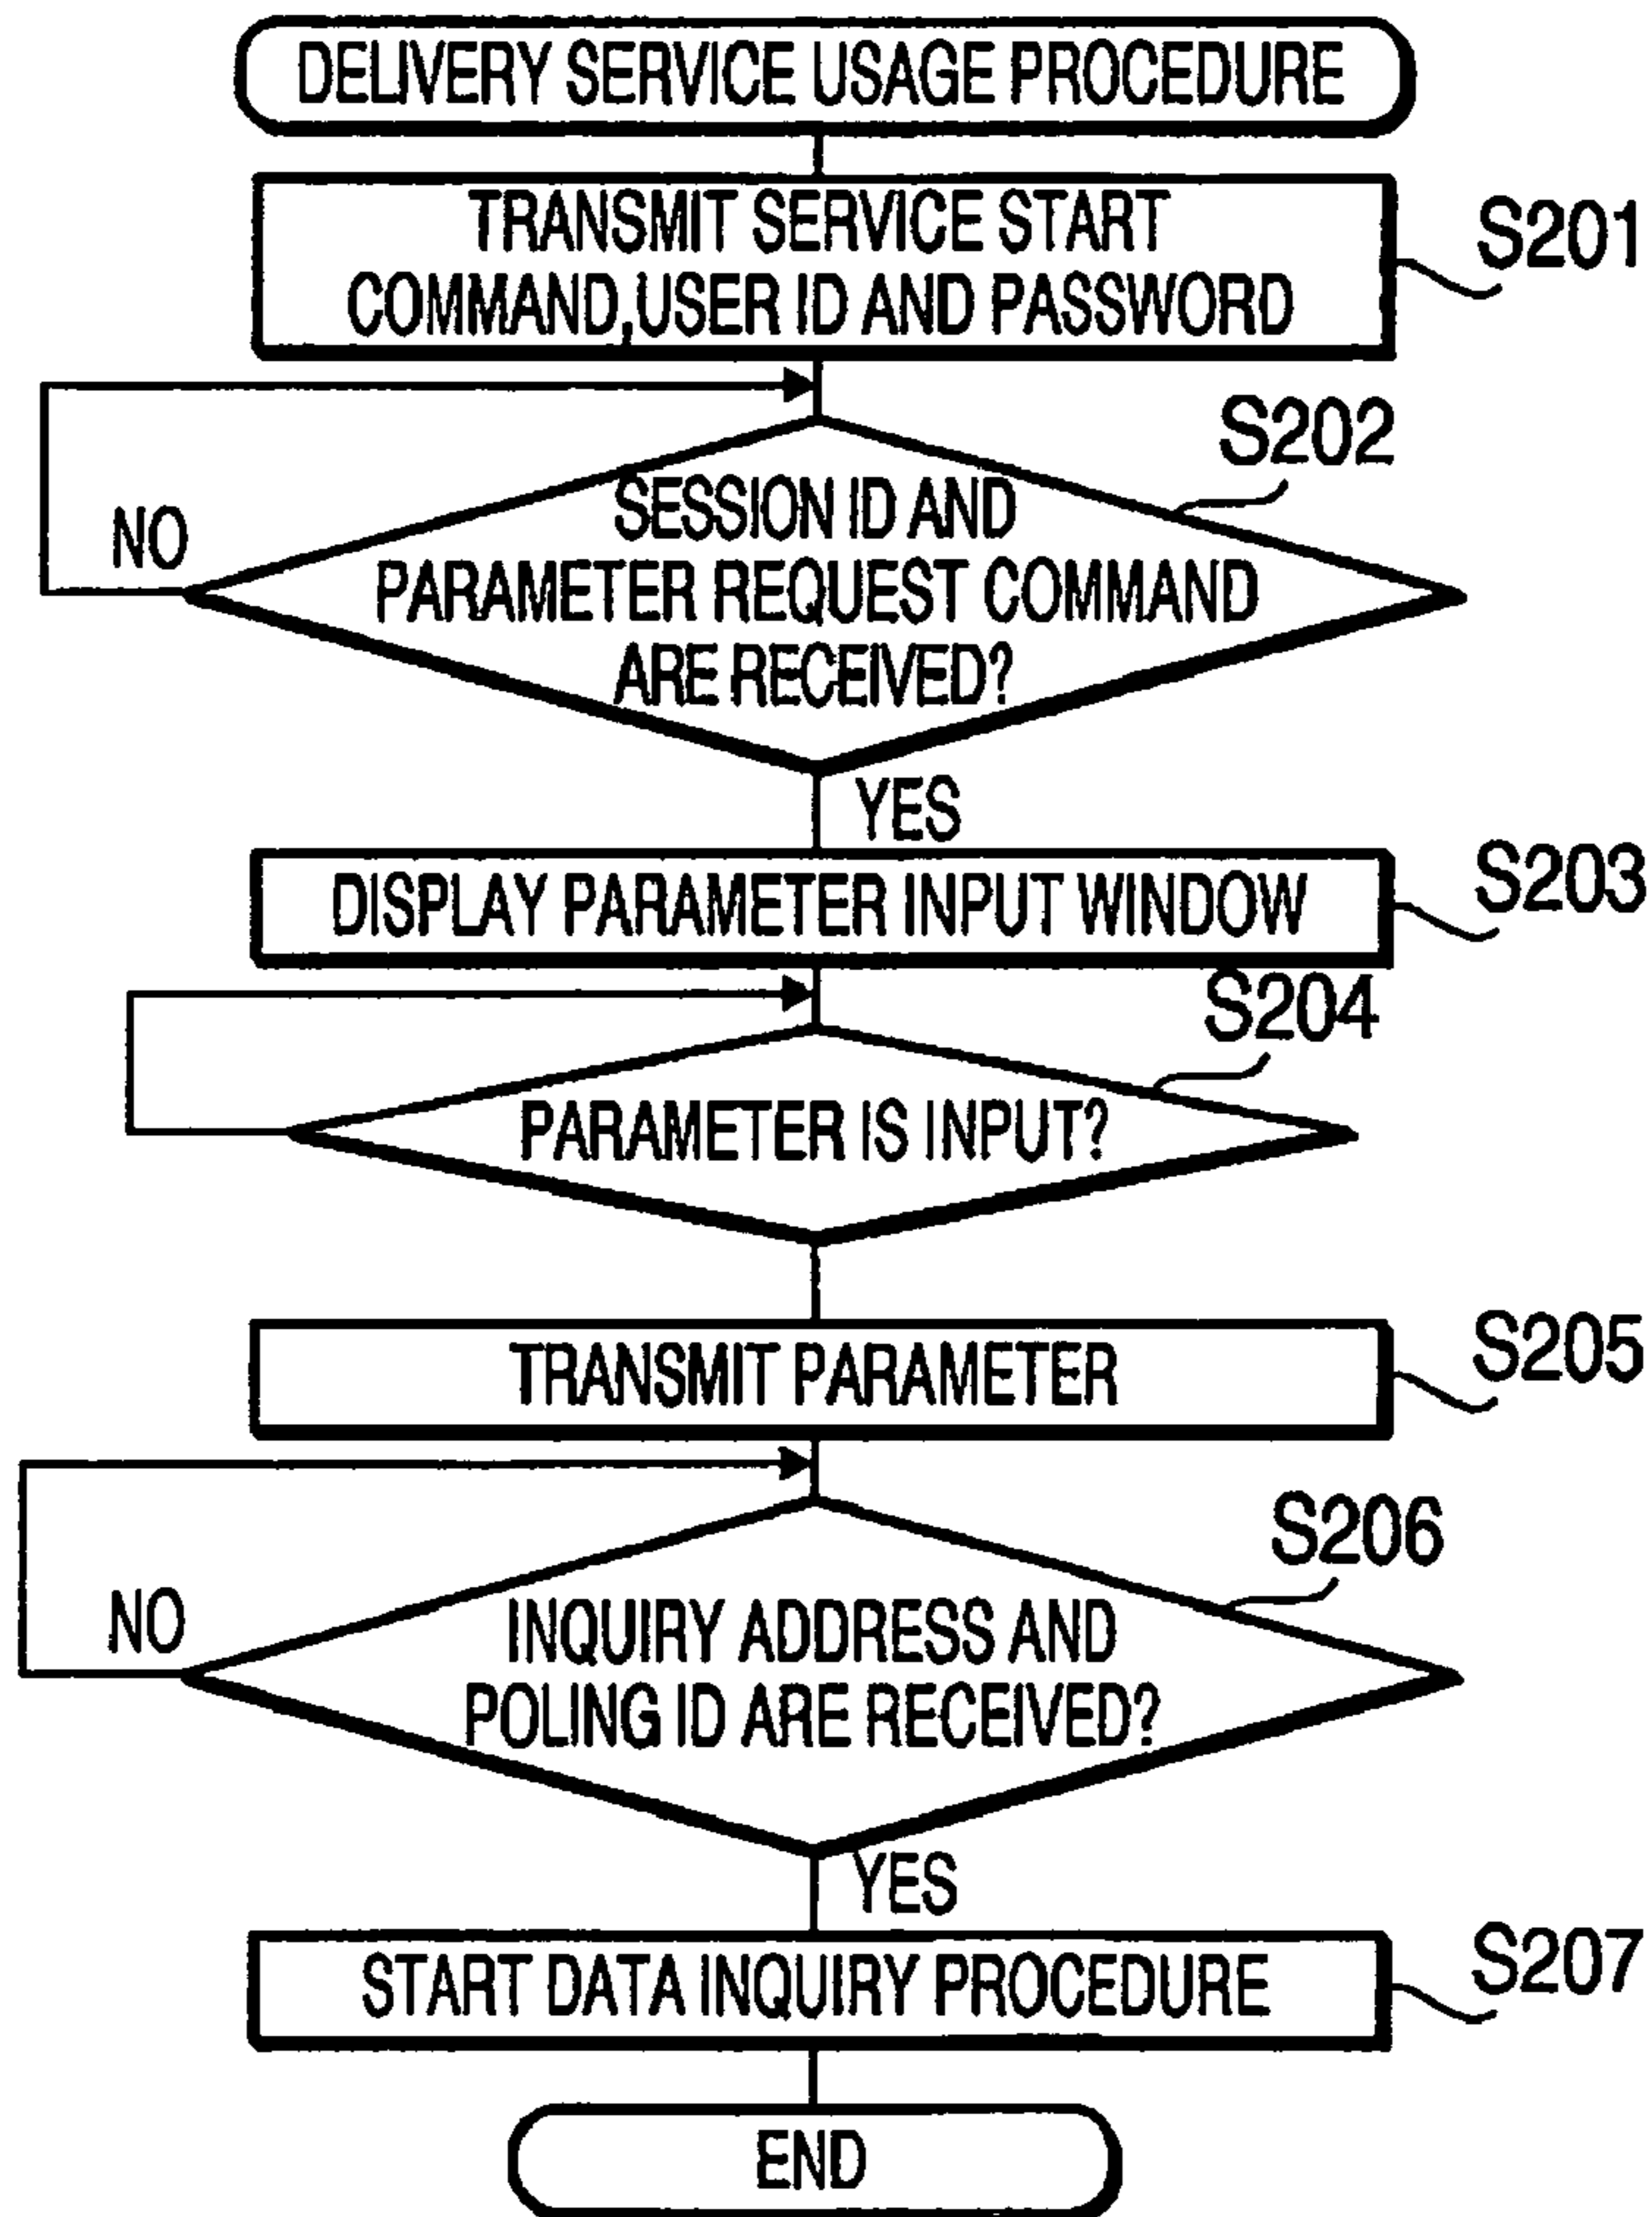 DELIVERY SERVICE USAGE PROCEDURE
TRANSMIT SERVICE START
COMMAND,USER ID AND PASSWORD
S201
S202
SESSION ID AND
PARAMETER REQUEST COMMAND
ARE RECEIVED?
NO
YES
DISPLAY PARAMETER INPUT WINDOW
S203
S204
PARAMETER IS INPUT?
TRANSMIT PARAMETER
S205
S206
INQUIRY ADDRESS AND
POLING ID ARE RECEIVED?
NO
YES
START DATA INQUIRY PROCEDURE
S207
END